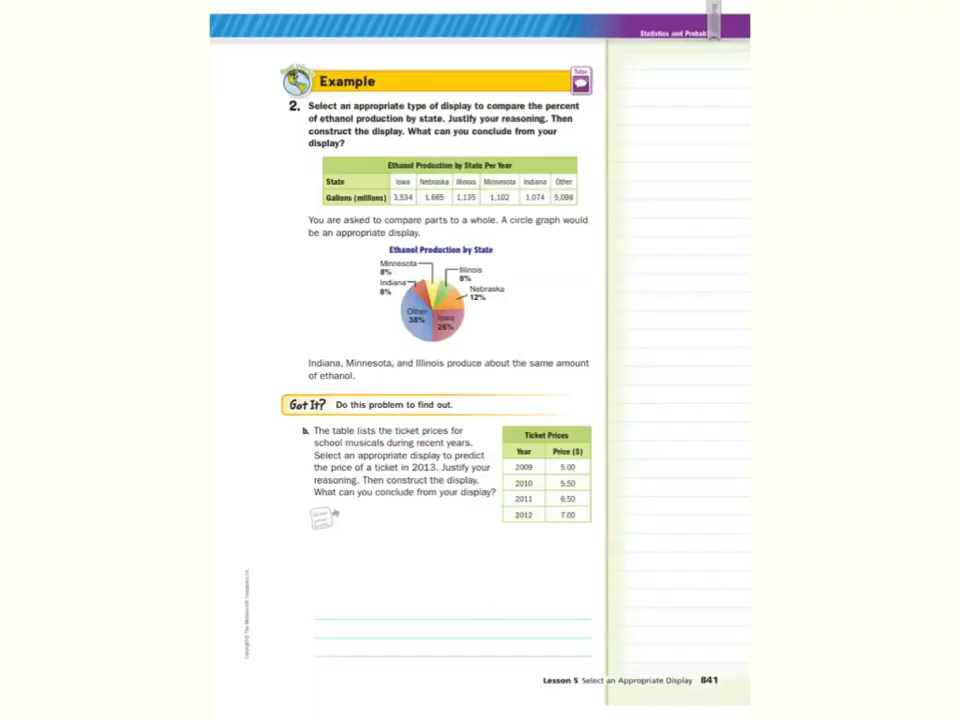 Statistics and Probab
Example
Tutor
2. Select an appropriate type of display to compare the percent
of ethanol production by state. Justify your reasoning. Then
construct the display. What can you conclude from your
display?
Ethanol Production by State Per Year
State Iowa Nebraska Illinois Minnesota Indiana Other
Gallons (millions) 3,534 1,665 1,135 1,102 1,074 5,098
You are asked to compare parts to a whole. A circle graph would
be an appropriate display.
Ethanol Production by State
Minnesota
8%
Illinois
8%
Indiana
8%
Nebraska
12%
Other
38%
Iowa
26%
Indiana, Minnesota, and Illinois produce about the same amount
of ethanol.
Got It? Do this problem to find out.
b. The table lists the ticket prices for
school musicals during recent years.
Select an appropriate display to predict
the price of a ticket in 2013. Justify your
reasoning. Then construct the display.
What can you conclude from your display?
Ticket Prices
Year Price ($)
2009 5.00
2010 5.50
2011 6.50
2012 7.00
Lesson 5 Select an Appropriate Display 841